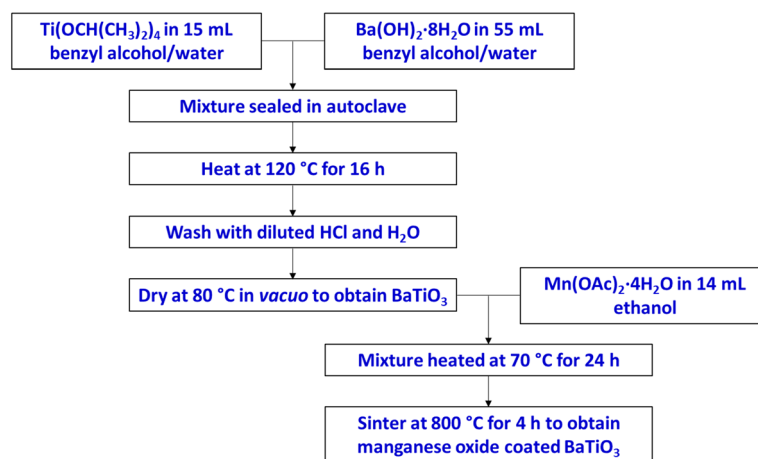 Ti(OCH(CH₃)₂)₄ in 15 mL
benzyl alcohol/water
Ba(OH)₂·8H₂O in 55 mL
benzyl alcohol/water
Mixture sealed in autoclave
Heat at 120 °C for 16 h
Wash with diluted HCl and H₂O
Dry at 80 °C in vacuo to obtain BaTiO₃
Mn(OAc)₂·4H₂O in 14 mL
ethanol
Mixture heated at 70 °C for 24 h
Sinter at 800 °C for 4 h to obtain
manganese oxide coated BaTiO₃